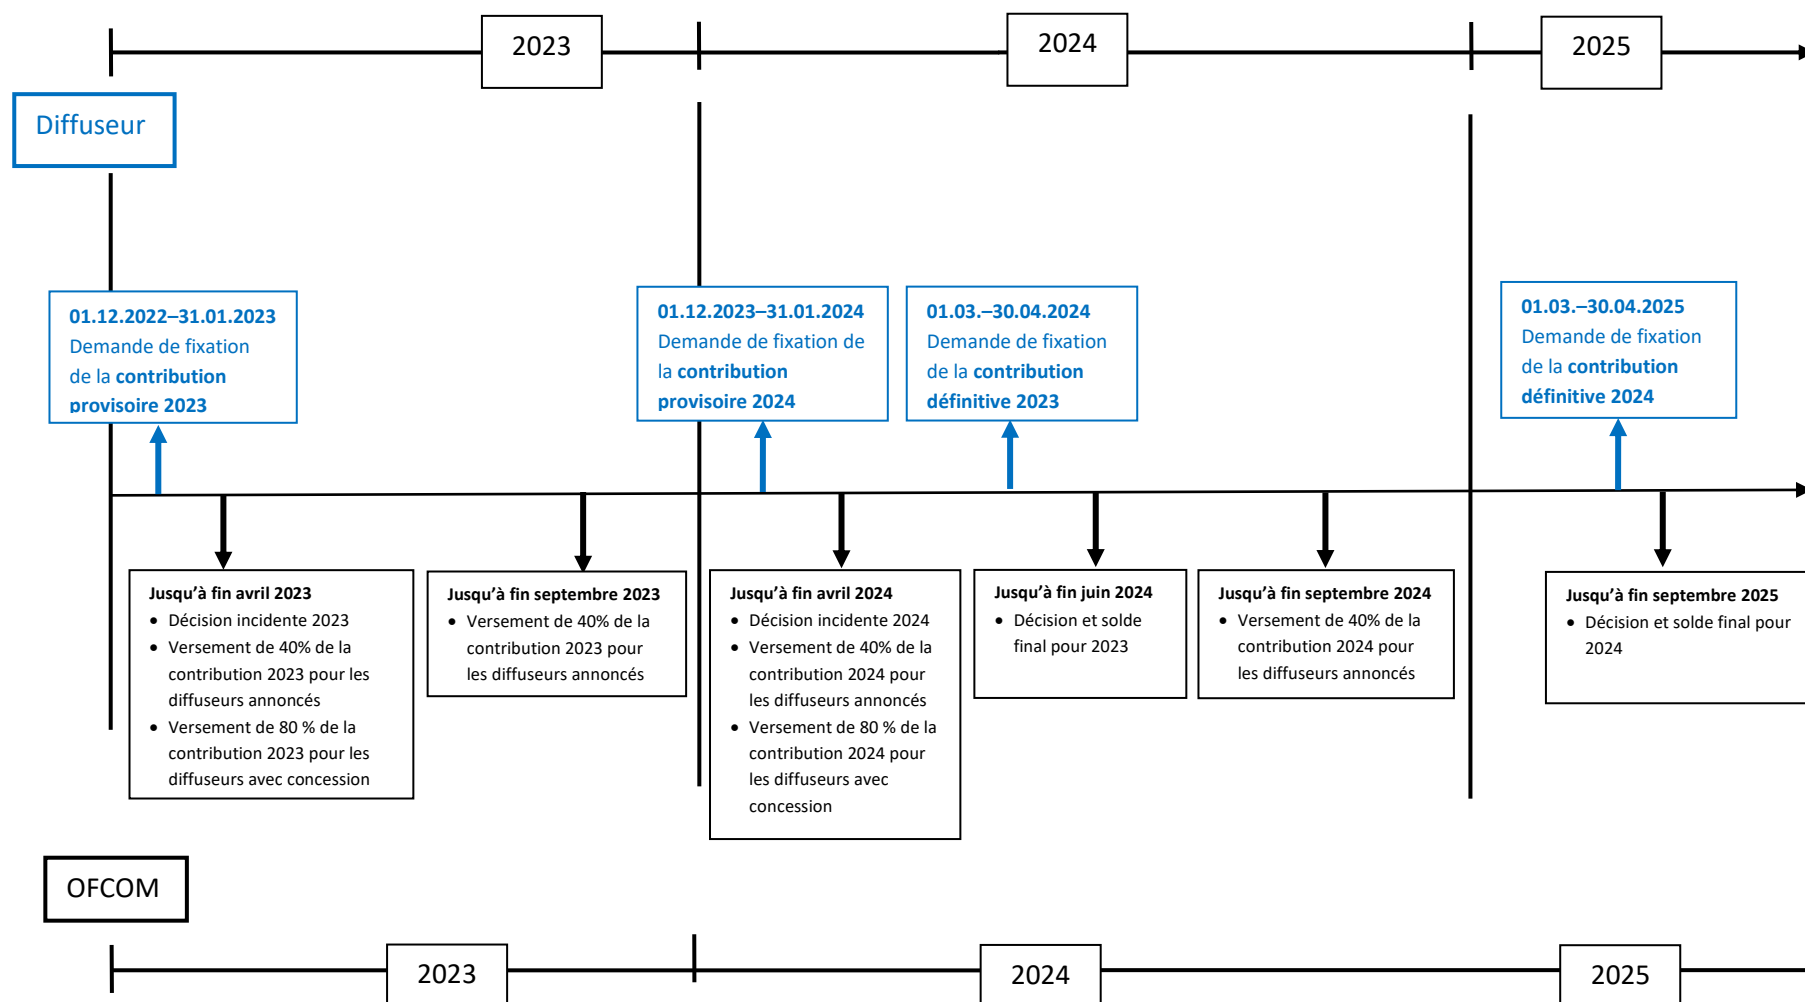 2023
2024
2025
Diffuseur
01.12.2022–31.01.2023
Demande de fixation
de la contribution
provisoire 2023
01.12.2023–31.01.2024
Demande de fixation de
la contribution
provisoire 2024
01.03.–30.04.2024
Demande de fixation
de la contribution
définitive 2023
01.03.–30.04.2025
Demande de fixation
de la contribution
définitive 2024
Jusqu’à fin avril 2023
• Décision incidente 2023
• Versement de 40% de la
contribution 2023 pour les
diffuseurs annoncés
• Versement de 80 % de la
contribution 2023 pour les
diffuseurs avec concession
Jusqu’à fin septembre 2023
• Versement de 40% de la
contribution 2023 pour
les diffuseurs annoncés
Jusqu’à fin avril 2024
• Décision incidente 2024
• Versement de 40% de la
contribution 2024 pour
les diffuseurs annoncés
• Versement de 80 % de la
contribution 2024 pour
les diffuseurs avec
concession
Jusqu’à fin juin 2024
• Décision et solde
final pour 2023
Jusqu’à fin septembre 2024
• Versement de 40% de la
contribution 2024 pour
les diffuseurs annoncés
Jusqu’à fin septembre 2025
• Décision et solde final pour
2024
OFCOM
2023
2024
2025